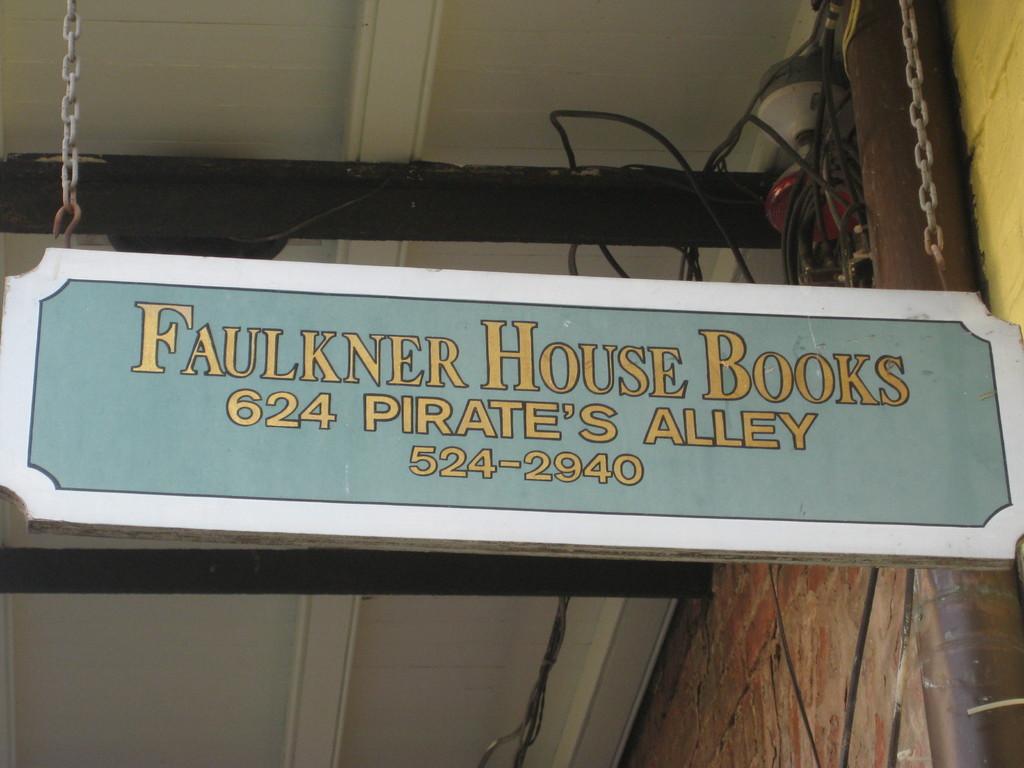 Faulkner House Books
624 PIRATE'S ALLEY
524-2940